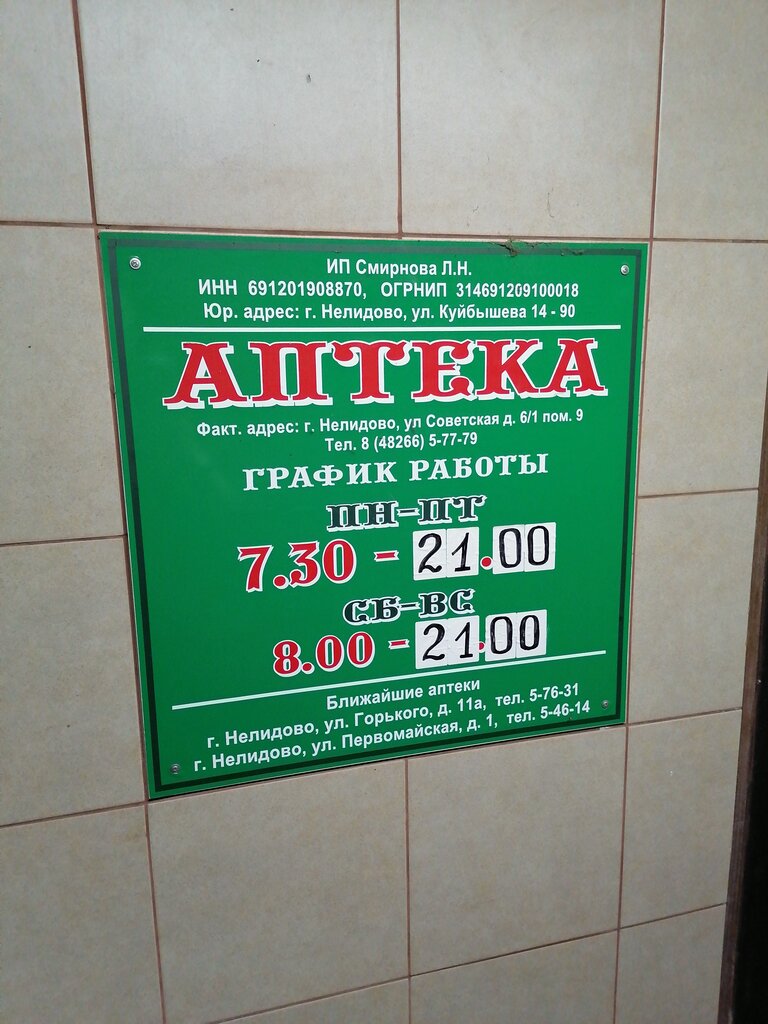 ИП Смирнова Л.Н.
ИНН 691201908870, ОГРНИП 314691209100018
Юр. адрес: г. Нелидово, ул. Куйбышева 14 - 90
АПТЕКА
Факт. адрес: г. Нелидово, ул Советская д. 6/1 пом. 9
Тел. 8 (48266) 5-77-79
ГРАФИК РАБОТЫ
ПН-ПТ
7.30 - 21.00
СБ-ВС
8.00 - 21.00
Ближайшие аптеки
г. Нелидово, ул. Горького, д. 11а, тел. 5-76-31
г. Нелидово, ул. Первомайская, д. 1, тел. 5-46-14